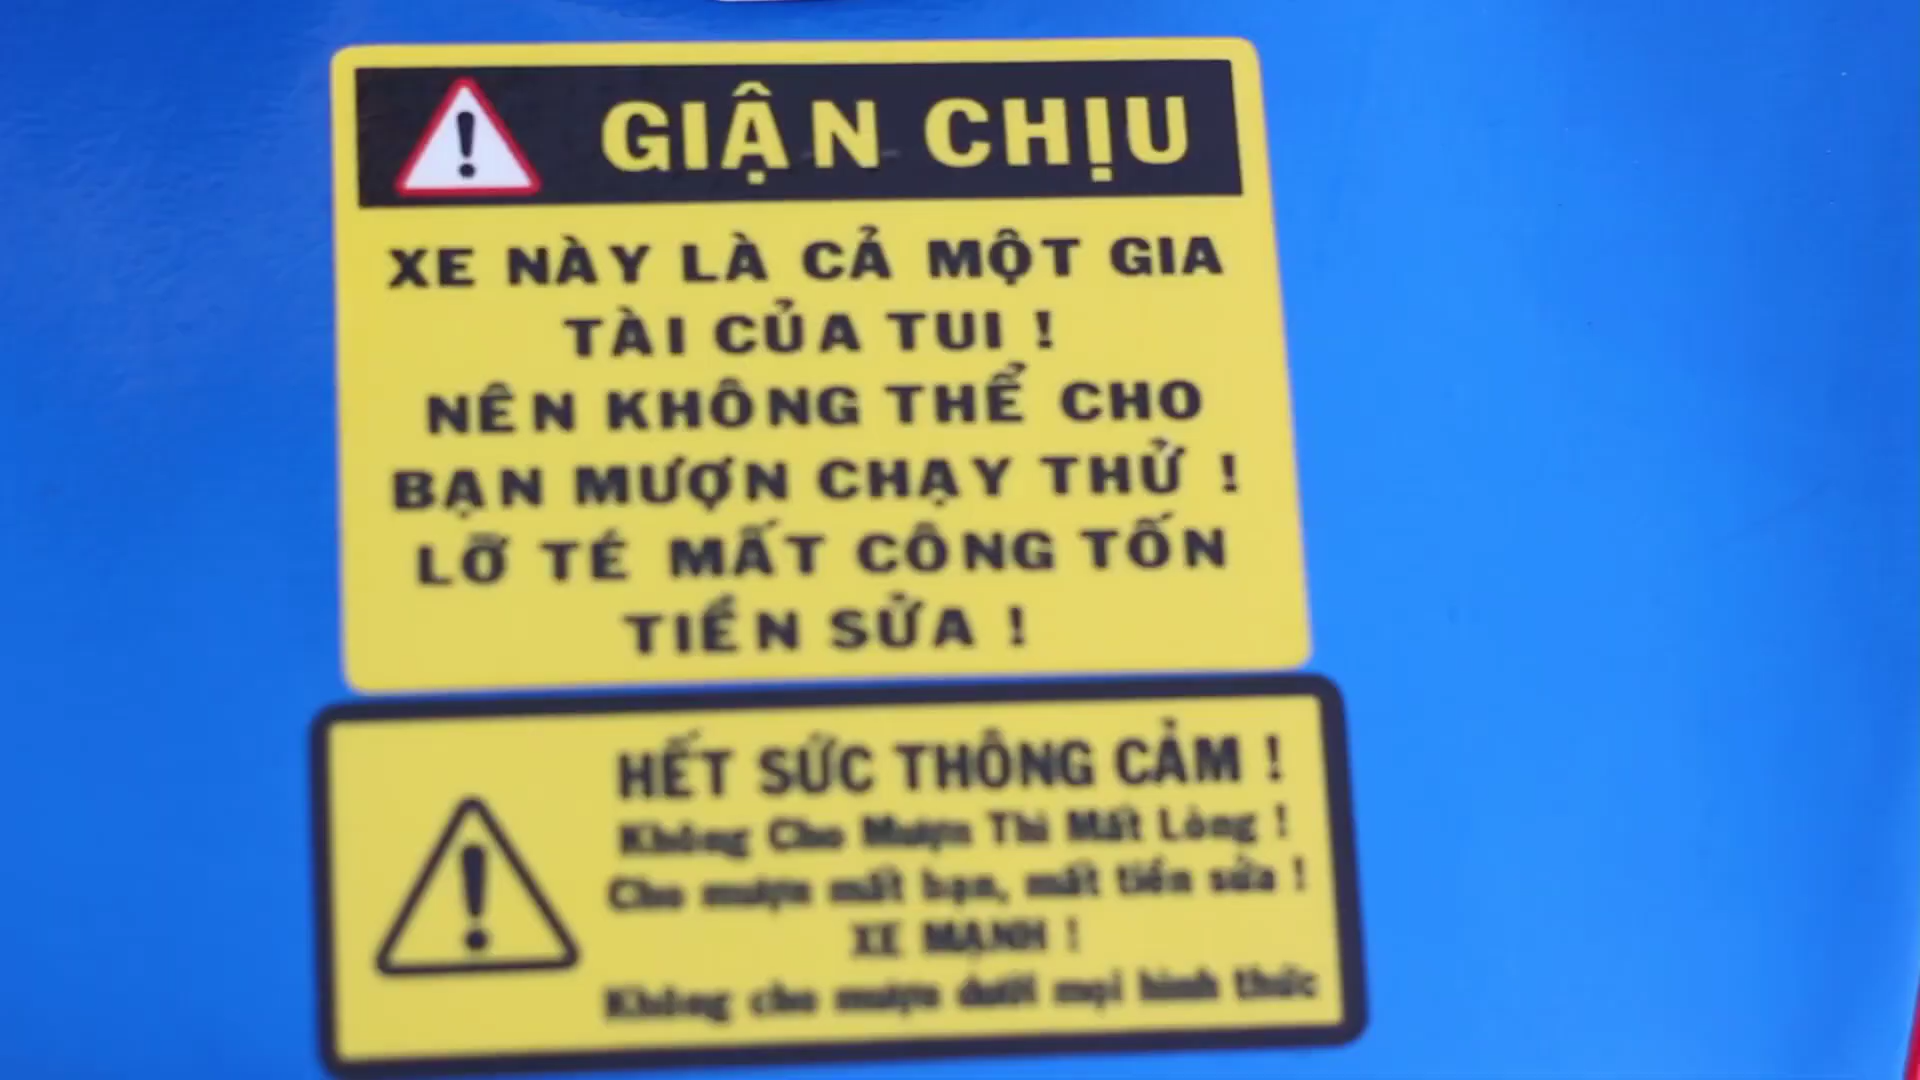 GIẬN CHỊU
XE NÀY LÀ CẢ MỘT GIA
TÀI CỦA TUI !
NÊN KHÔNG THỂ CHO
BẠN MƯỢN CHẠY THỬ !
LỠ TÉ MẤT CÔNG TỐN
TIỀN SỬA !
HẾT SỨC THÔNG CẢM !
Không Cho Mượn Thì Mất Lòng !
Cho mượn mất bạn, mất tiền sửa !
XE MẠNH !
Không cho mượn dưới mọi hình thức